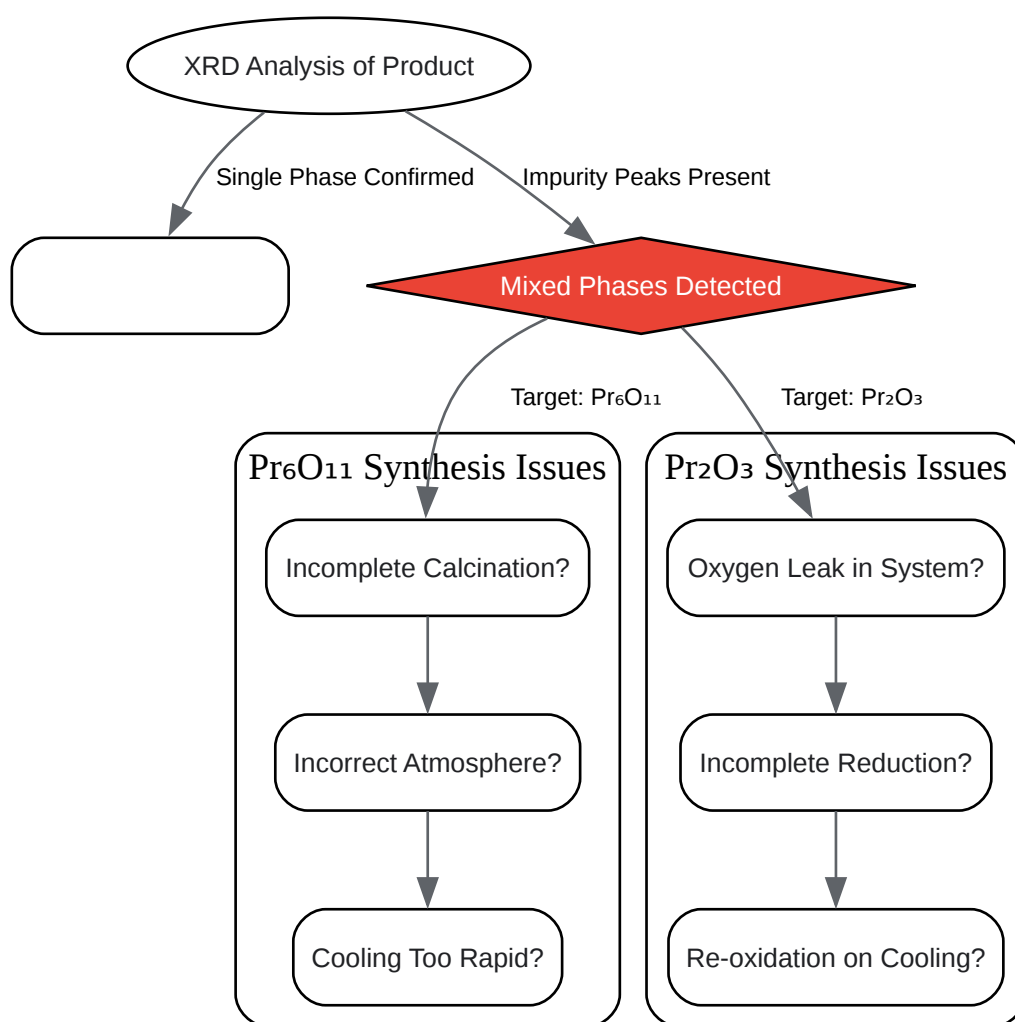 XRD Analysis of Product
Single Phase Confirmed
Impurity Peaks Present
Mixed Phases Detected
Target: Pr₆O₁₁
Target: Pr₂O₃
Pr₆O₁₁ Synthesis Issues
Pr₂O₃ Synthesis Issues
Incomplete Calcination?
Oxygen Leak in System?
Incorrect Atmosphere?
Incomplete Reduction?
Cooling Too Rapid?
Re-oxidation on Cooling?